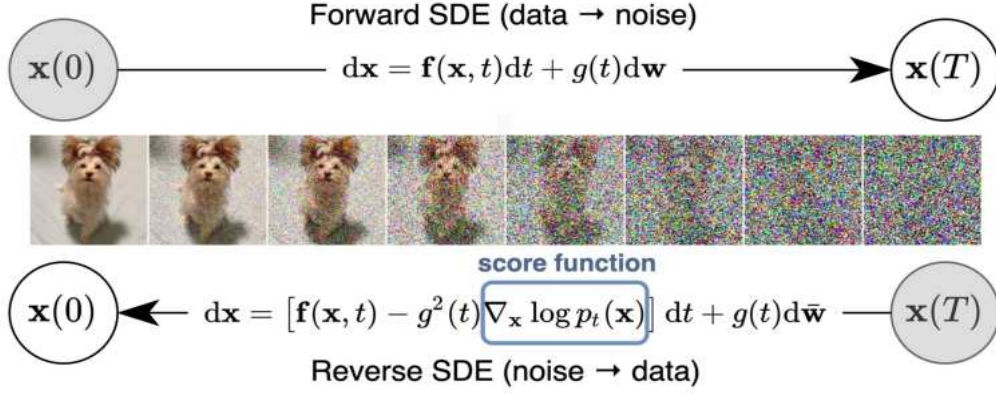 Forward SDE (data → noise)
x(0) dx = f(x, t)dt + g(t)dw x(T)
score function
x(0) dx = [f(x, t) − g²(t)∇ₓ log pₜ(x)] dt + g(t)dw̄ x(T)
Reverse SDE (noise → data)